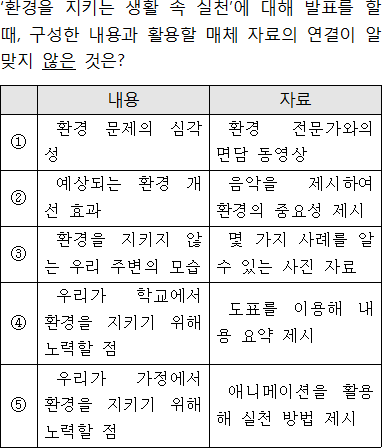 ‘환경을 지키는 생활 속 실천’에 대해 발표를 할
때, 구성한 내용과 활용할 매체 자료의 연결이 알
맞지 않은 것은?
내용 자료
① 환경 문제의 심각 환경 전문가와의
성 면담 동영상
② 예상되는 환경 개 음악을 제시하여
선 효과 환경의 중요성 제시
③ 환경을 지키지 않 몇 가지 사례를 알
는 우리 주변의 모습 수 있는 사진 자료
④ 우리가 학교에서 도표를 이용해 내
환경을 지키기 위해 용 요약 제시
노력할 점
⑤ 우리가 가정에서 애니메이션을 활용
환경을 지키기 위해 해 실천 방법 제시
노력할 점